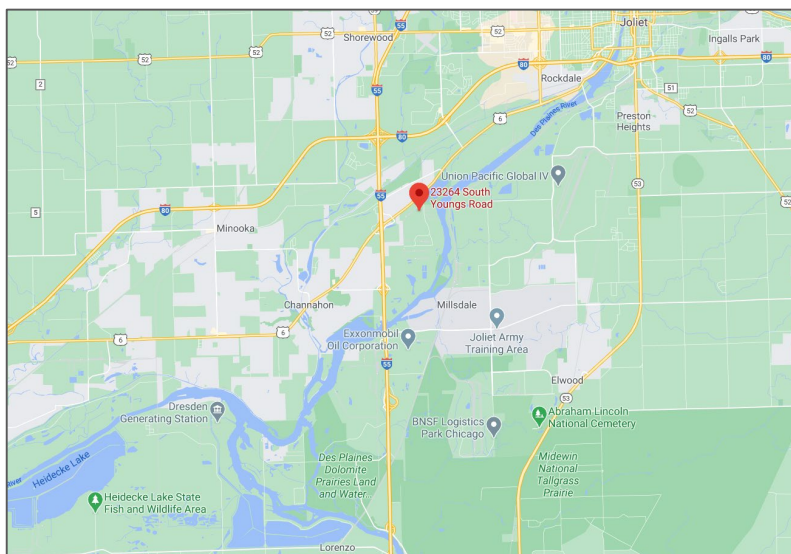 55
52
52
Joliet
Ingalls Park
Shorewood
52
52
80
80
Rockdale
2
55
51
52
6
Des Plaines River
Preston
Heights
80
Union Pacific Global IV
53
55
23264 South
Youngs Road
52
5
80
Minooka
Channahon
Millsdale
6
6
Exxonmobil
Oil Corporation
Joliet Army
Training Area
55
Elwood
53
Dresden
Generating Station
BNSF Logistics
Park Chicago
Abraham Lincoln
National Cemetery
Heidecke Lake
River
Des Plaines
Dolomite
Prairies Land
and Water...
Midewin
National
Tallgrass
Prairie
Heidecke Lake State
Fish and Wildlife Area
Lorenzo